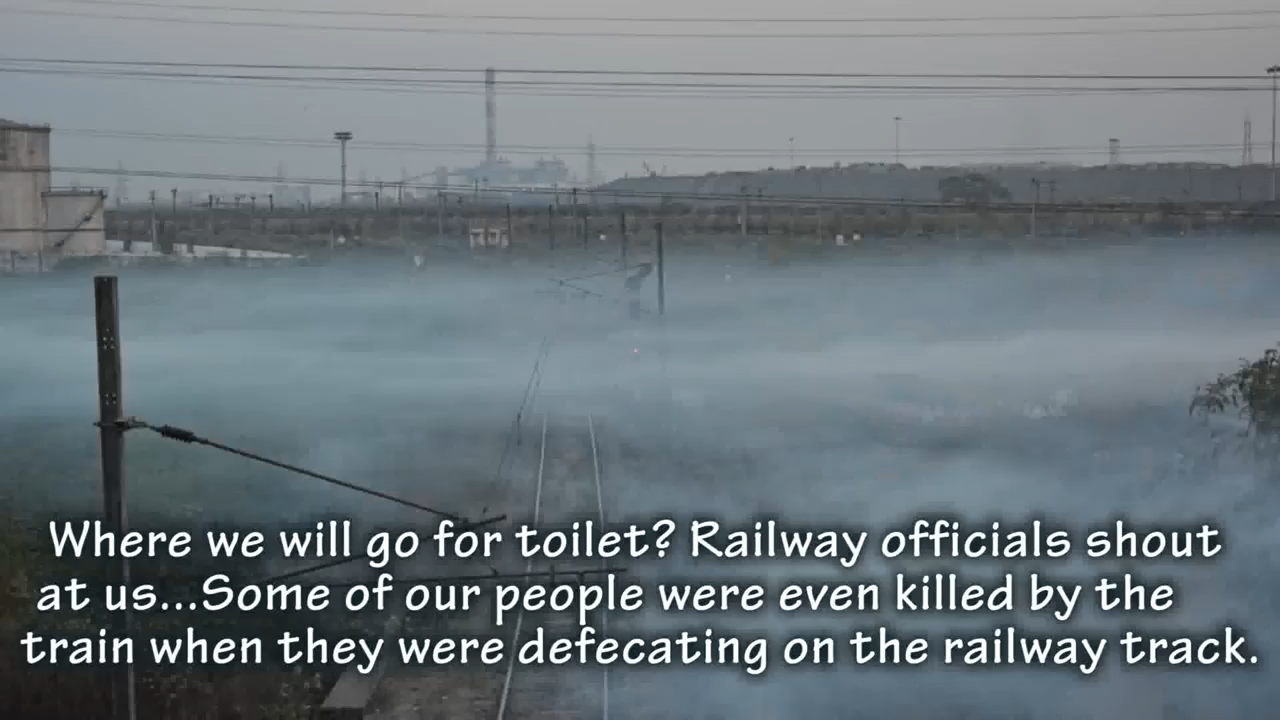 Where we will go for toilet? Railway officials shout
at us...Some of our people were even killed by the
train when they were defecating on the railway track.